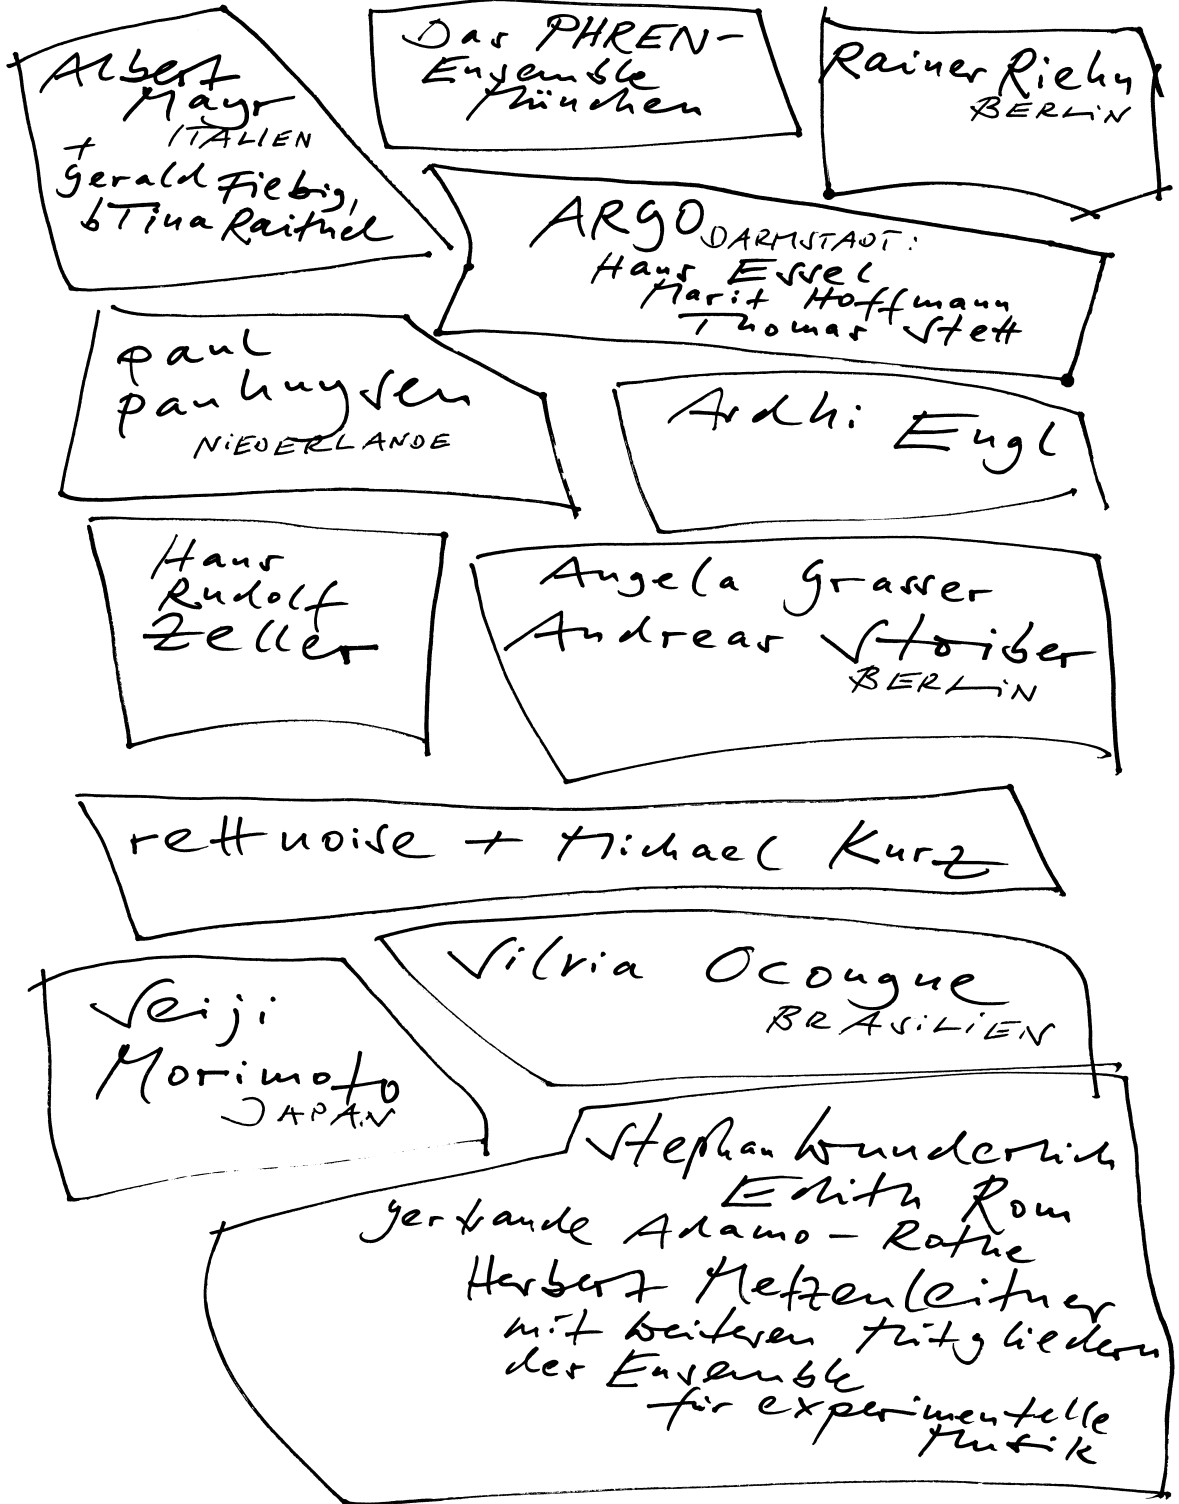 Albert
Mayr
ITALIEN
+
Gerald Fiebig,
bTina Raithel
Das PHREN-
Ensemble
München
Rainer Riehn
BERLIN
ARGO DARMSTADT:
Hans Essel
Marit Hoffmann
Thomas Stett
paul
panhuysen
NIEDERLANDE
Ardhi Engl
Hans
Rudolf
Zeller
Angela Grasser
Andreas Stoiber
BERLIN
rettnoise + Michael Kurz
Silvia Ocougne
BRASILIEN
Seiji
Morimoto
JAPAN
Stephan Wunderlich
Edith Rom
Gertraude Adamo-Rothe
Herbert Metzenleitner
mit weiteren Mitgliedern
des Ensemble
für experimentelle
Musik